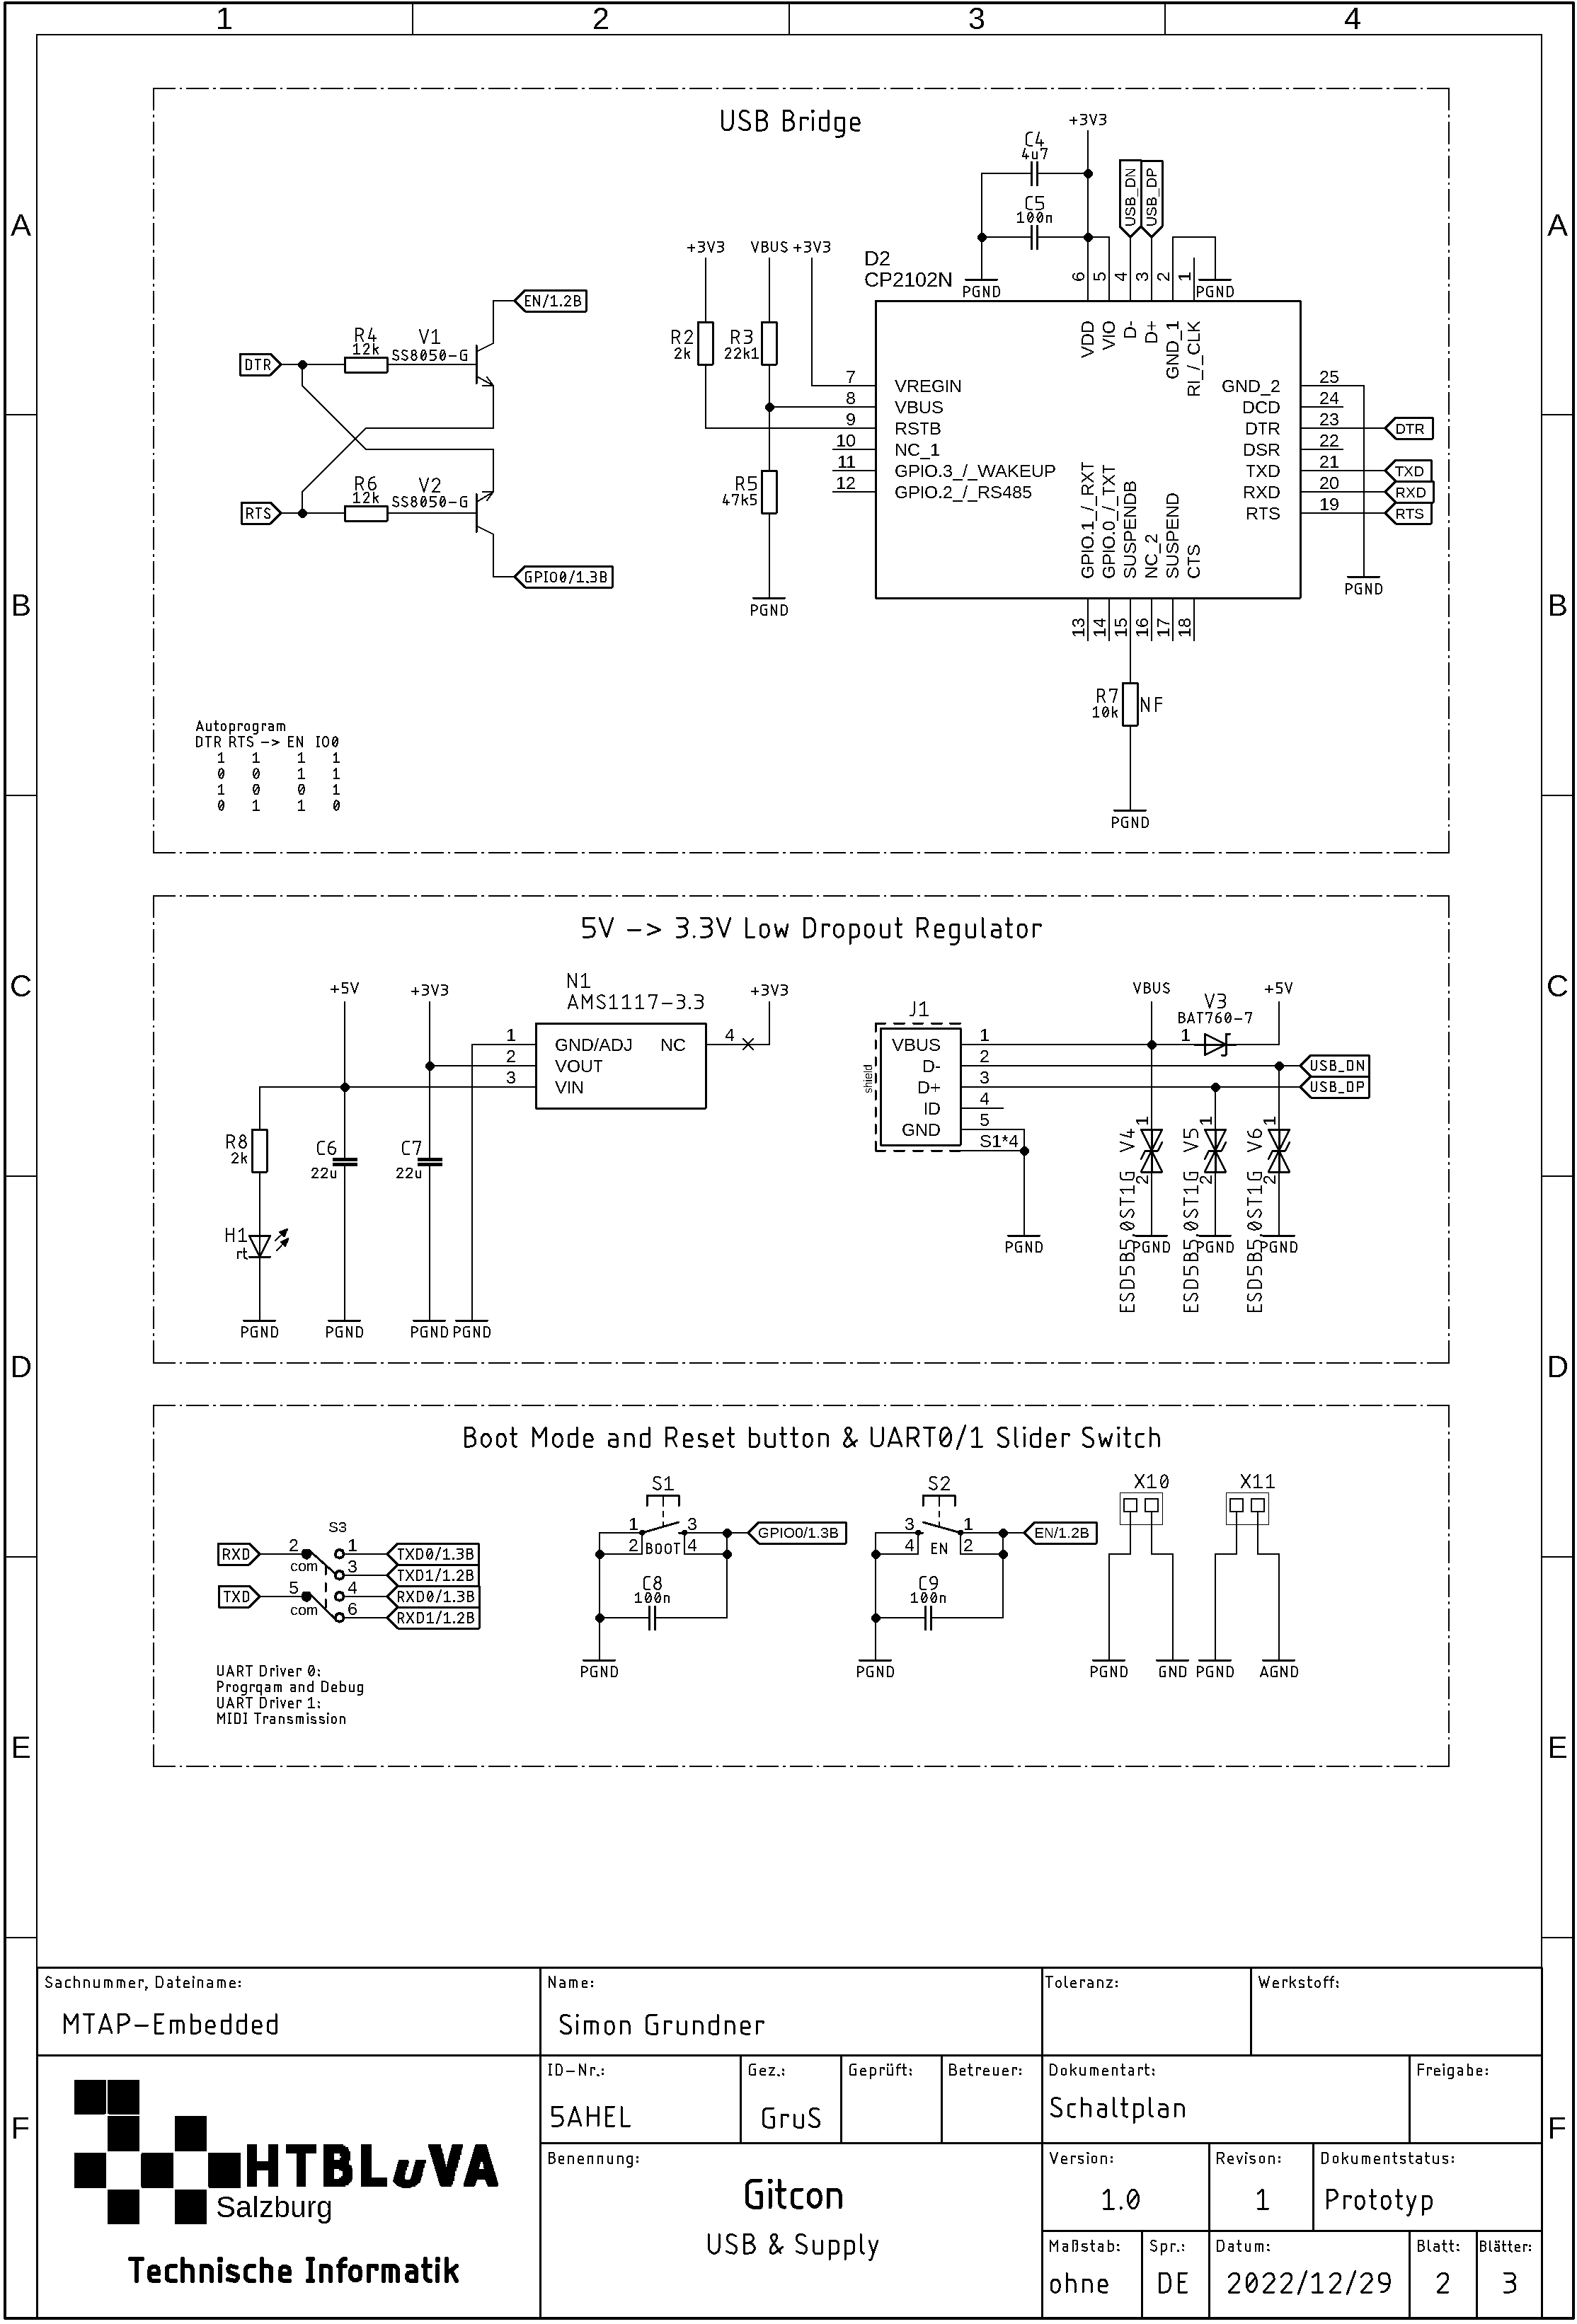 1 2 3 4
A A
B B
C C
D D
E E
F F
USB Bridge
+3V3
C4
4u7
C5
100n
PGND
USB_DN
USB_DP
PGND
+3V3 VBUS +3V3
D2
CP2102N
6 5 4 3 2 1
VDD
VIO
D-
D+
GND_1
RI_/_CLK
EN/1.2B
DTR
R4
12k
V1
SS8050-G
R2
2k
R3
22k1
7 VREGIN
8 VBUS
9 RSTB
10 NC_1
11 GPIO.3_/_WAKEUP
12 GPIO.2_/_RS485
GND_2 25
DCD 24
DTR 23 DTR
DSR 22
TXD 21 TXD
RXD 20 RXD
RTS 19 RTS
PGND
RTS
R6
12k
V2
SS8050-G
GPIO0/1.3B
R5
47k5
PGND
GPIO.1_/_RXT
GPIO.0_/_TXT
SUSPENDB
NC_2
SUSPEND
CTS
13 14 15 16 17 18
R7
10k
NF
PGND
Autoprogram
DTR RTS -> EN IO0
1 1 1 1
0 0 1 1
1 0 0 1
0 1 1 0
5V -> 3.3V Low Dropout Regulator
+5V
+3V3
N1
AMS1117-3.3
+3V3
1 GND/ADJ NC 4
2 VOUT
3 VIN
R8
2k
C6
22u
C7
22u
H1
rt
PGND PGND PGND PGND
J1
shield
VBUS 1
D- 2
D+ 3
ID 4
GND 5
S1*4
PGND
VBUS
V3
BAT760-7
1
+5V
USB_DN
USB_DP
V4
1
2
ESD5B5.0ST1G
PGND
V5
1
2
ESD5B5.0ST1G
PGND
V6
1
2
ESD5B5.0ST1G
PGND
Boot Mode and Reset button & UART0/1 Slider Switch
S3
RXD 2 com
TXD 5 com
1 TXD0/1.3B
3 TXD1/1.2B
4 RXD0/1.3B
6 RXD1/1.2B
UART Driver 0:
Progrqam and Debug
UART Driver 1:
MIDI Transmission
S1
1 3
2 BOOT 4
GPIO0/1.3B
C8
100n
PGND
S2
3 1
4 EN 2
EN/1.2B
C9
100n
PGND
X10
PGND GND
X11
PGND AGND
Sachnummer, Dateiname:
MTAP-Embedded
Name:
Simon Grundner
Toleranz:
Werkstoff:
HTBLuVA
Salzburg
Technische Informatik
ID-Nr.:
5AHEL
Gez.:
GruS
Geprüft:
Betreuer:
Dokumentart:
Schaltplan
Freigabe:
Benennung:
Gitcon
USB & Supply
Version:
1.0
Revison:
1
Dokumentstatus:
Prototyp
Maßstab:
ohne
Spr.:
DE
Datum:
2022/12/29
Blatt:
2
Blätter:
3